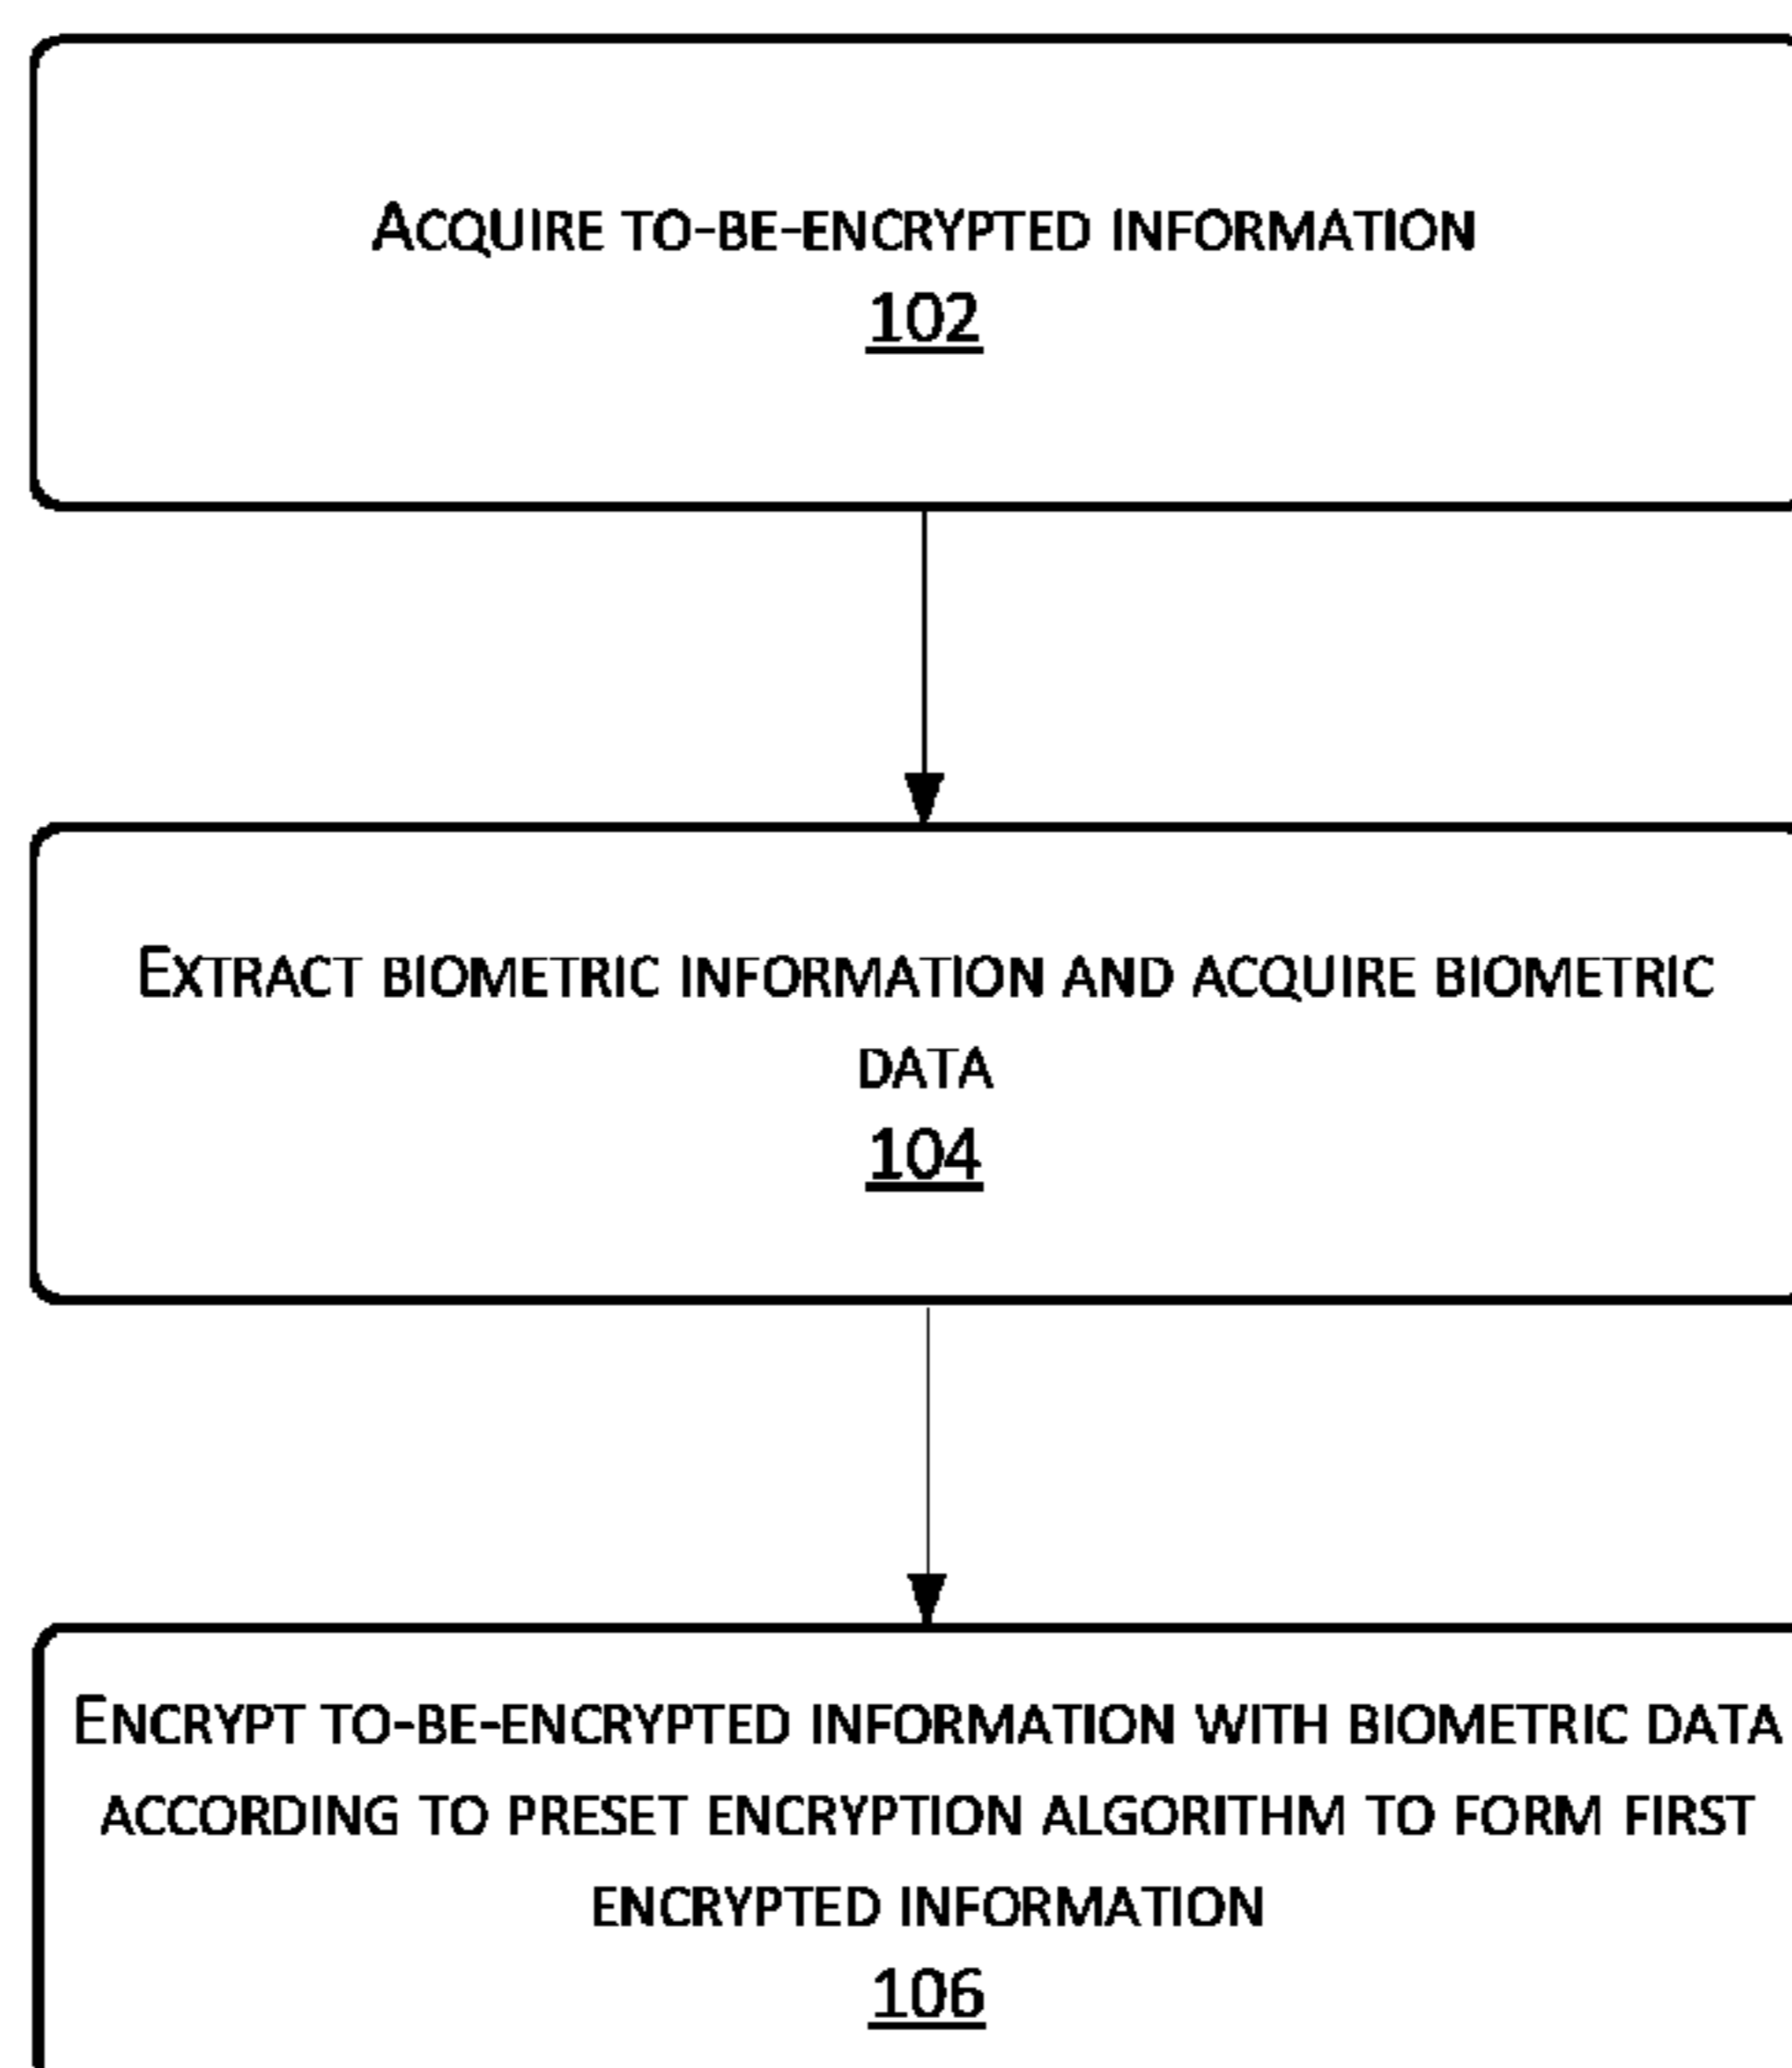 ACQUIRE TO-BE-ENCRYPTED INFORMATION
102
EXTRACT BIOMETRIC INFORMATION AND ACQUIRE BIOMETRIC
DATA
104
ENCRYPT TO-BE-ENCRYPTED INFORMATION WITH BIOMETRIC DATA
ACCORDING TO PRESET ENCRYPTION ALGORITHM TO FORM FIRST
ENCRYPTED INFORMATION
106